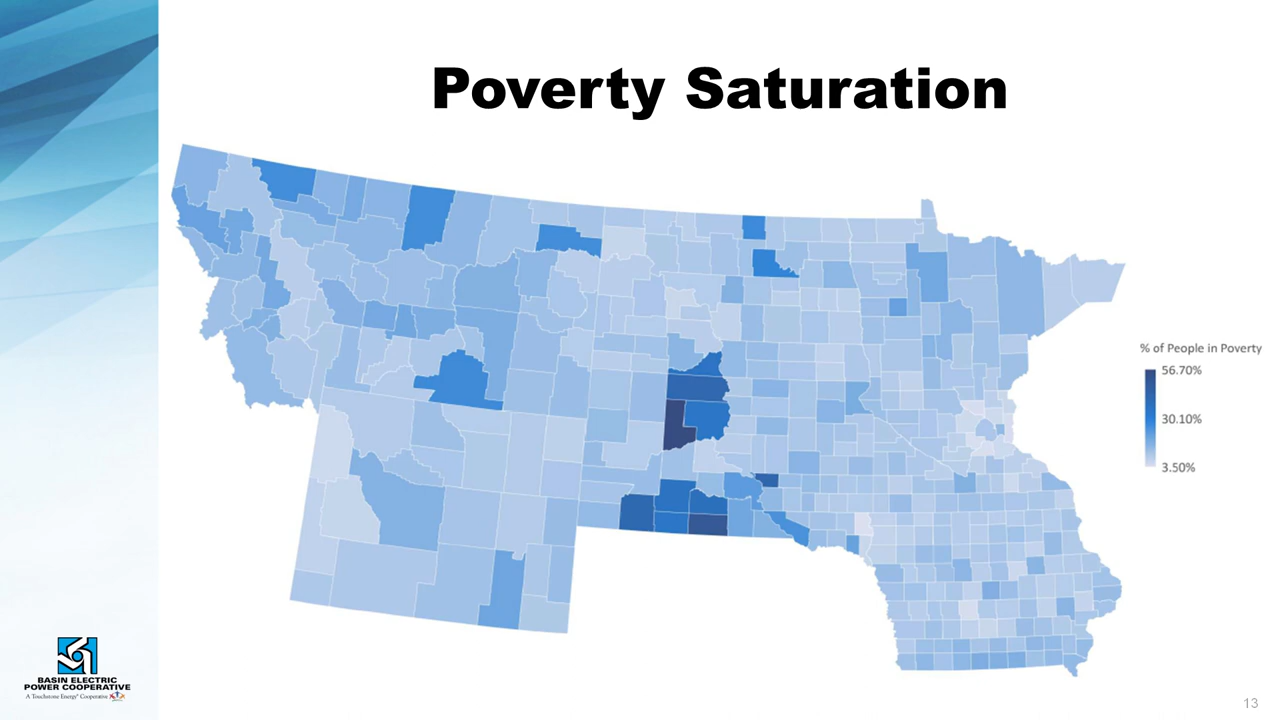 Poverty Saturation
% of People in Poverty
56.70%
30.10%
3.50%
BASIN ELECTRIC
POWER COOPERATIVE
A Touchstone Energy® Cooperative
13